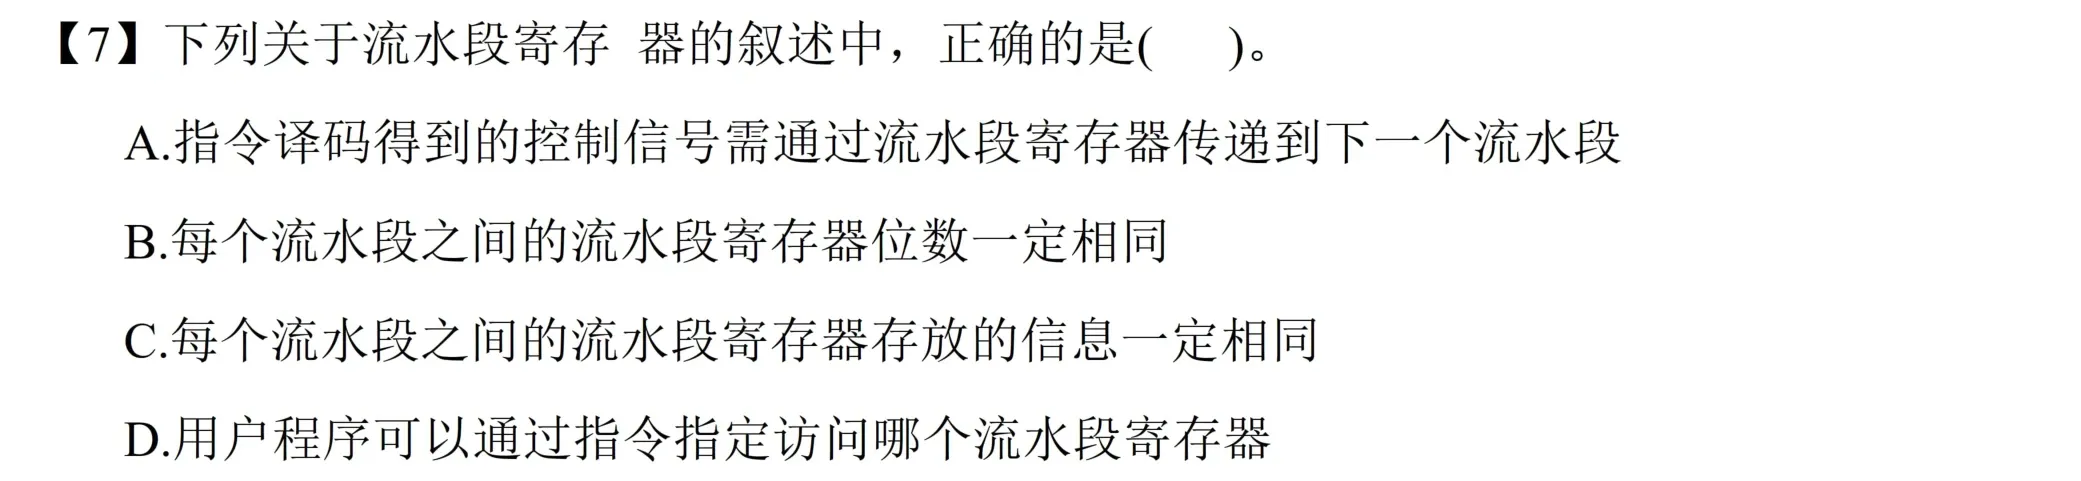 【7】下列关于流水段寄存 器的叙述中，正确的是(　)。
A.指令译码得到的控制信号需通过流水段寄存器传递到下一个流水段
B.每个流水段之间的流水段寄存器位数一定相同
C.每个流水段之间的流水段寄存器存放的信息一定相同
D.用户程序可以通过指令指定访问哪个流水段寄存器